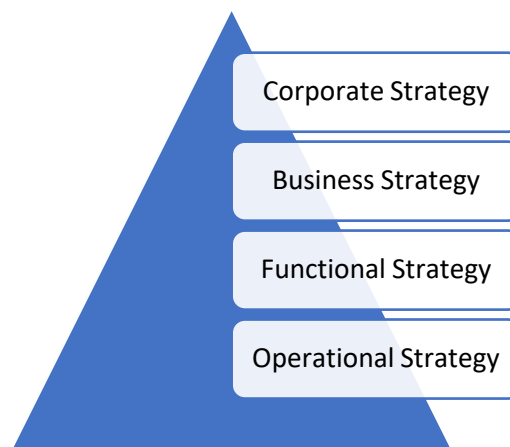 Corporate Strategy
Business Strategy
Functional Strategy
Operational Strategy